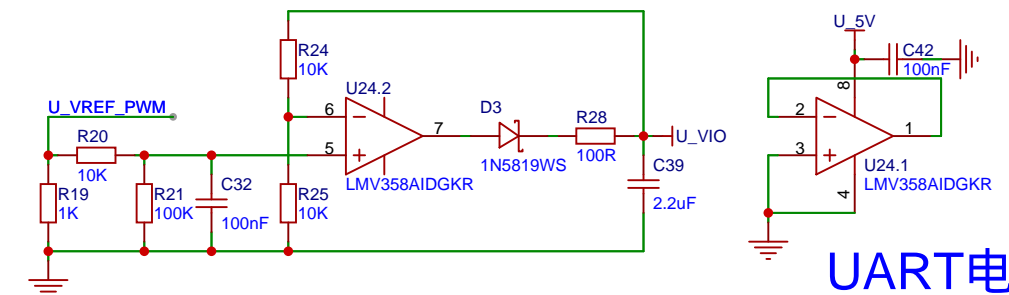 U_VREF_PWM
R20
10K
R19
1K
R21
100K
C32
100nF
R24
10K
R25
10K
U24.2
6
5
7
LMV358AIDGKR
D3
1N5819WS
R28
100R
U_VIO
C39
2.2uF
U_5V
C42
100nF
8
2
3
1
4
U24.1
LMV358AIDGKR
UART电